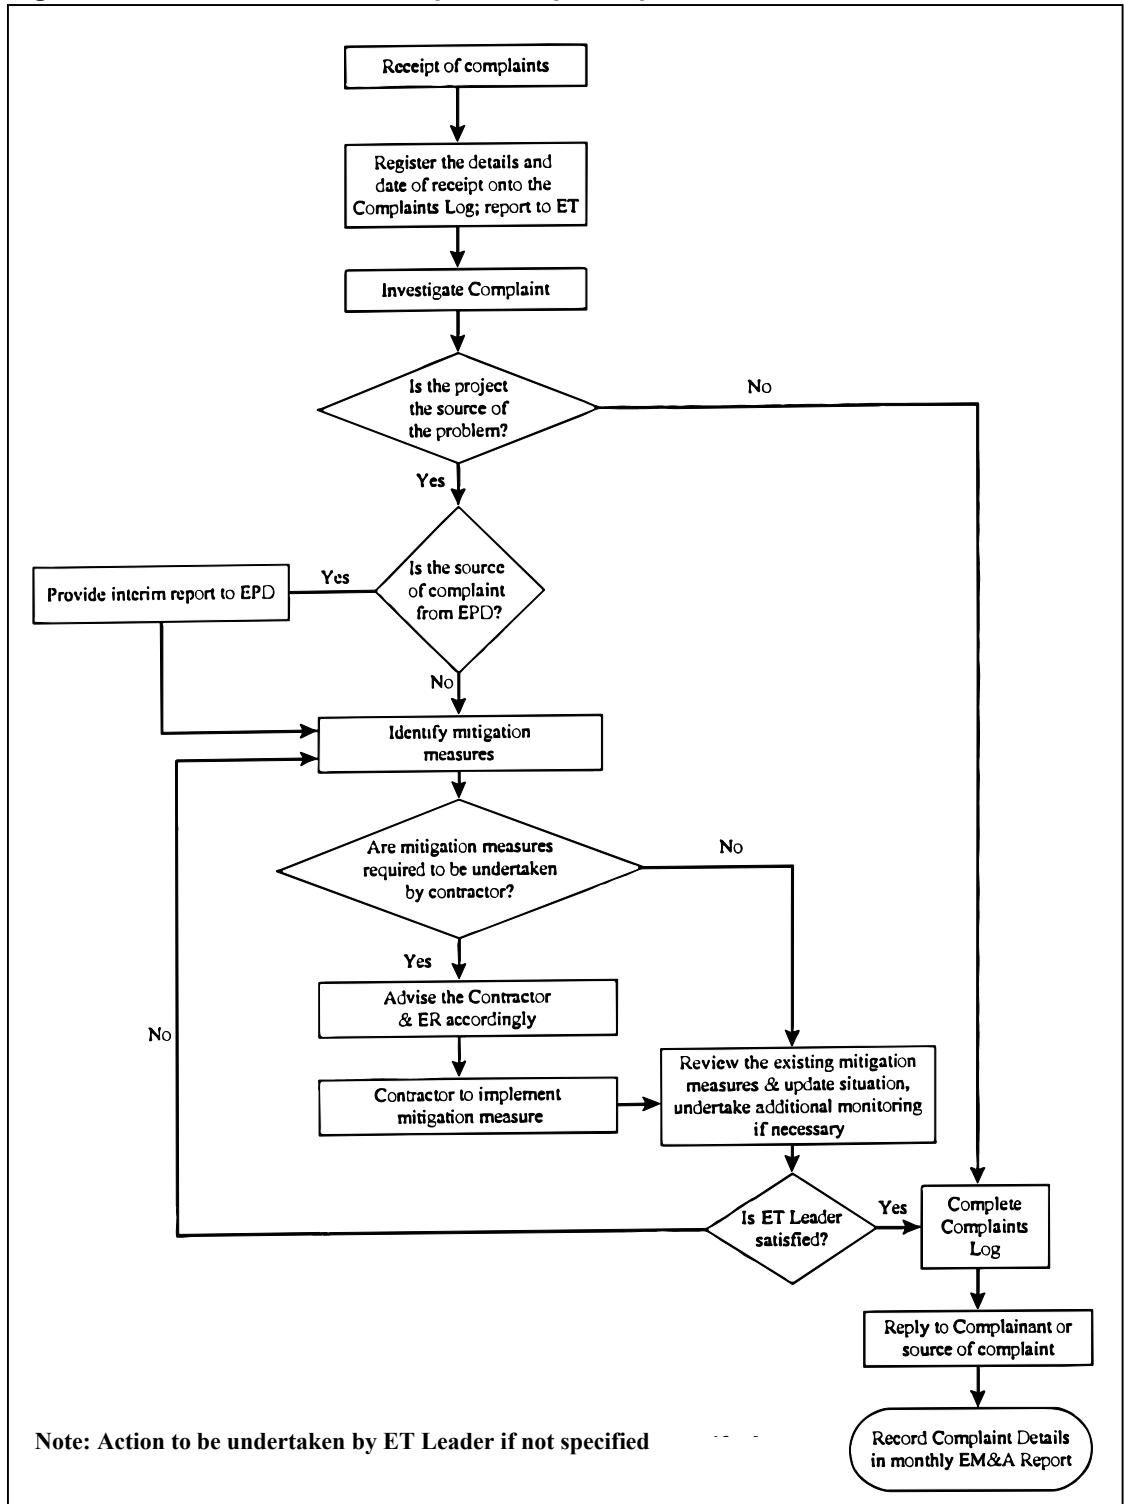 Receipt of complaints
Register the details and
date of receipt onto the
Complaints Log; report to ET
Investigate Complaint
Is the project
the source of
the problem?
No
Yes
Is the source
of complaint
from EPD?
Yes
Provide interim report to EPD
No
Identify mitigation
measures
Are mitigation measures
required to be undertaken
by contractor?
No
Yes
Advise the Contractor
& ER accordingly
No
Contractor to implement
mitigation measure
Review the existing mitigation
measures & update situation,
undertake additional monitoring
if necessary
Is ET Leader
satisfied?
Yes
Complete
Complaints
Log
Reply to Complainant or
source of complaint
Record Complaint Details
in monthly EM&A Report
Note: Action to be undertaken by ET Leader if not specified